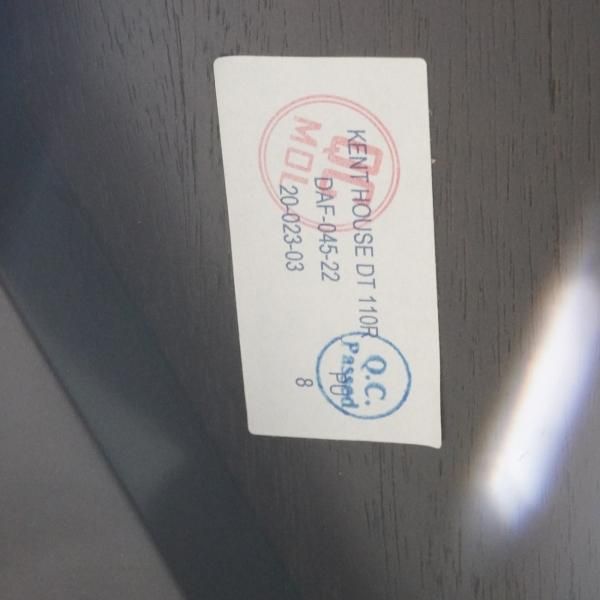 KENT HOUSE DT 110R
DAF-045-22
20-023-03
8
Q.C.
Passed